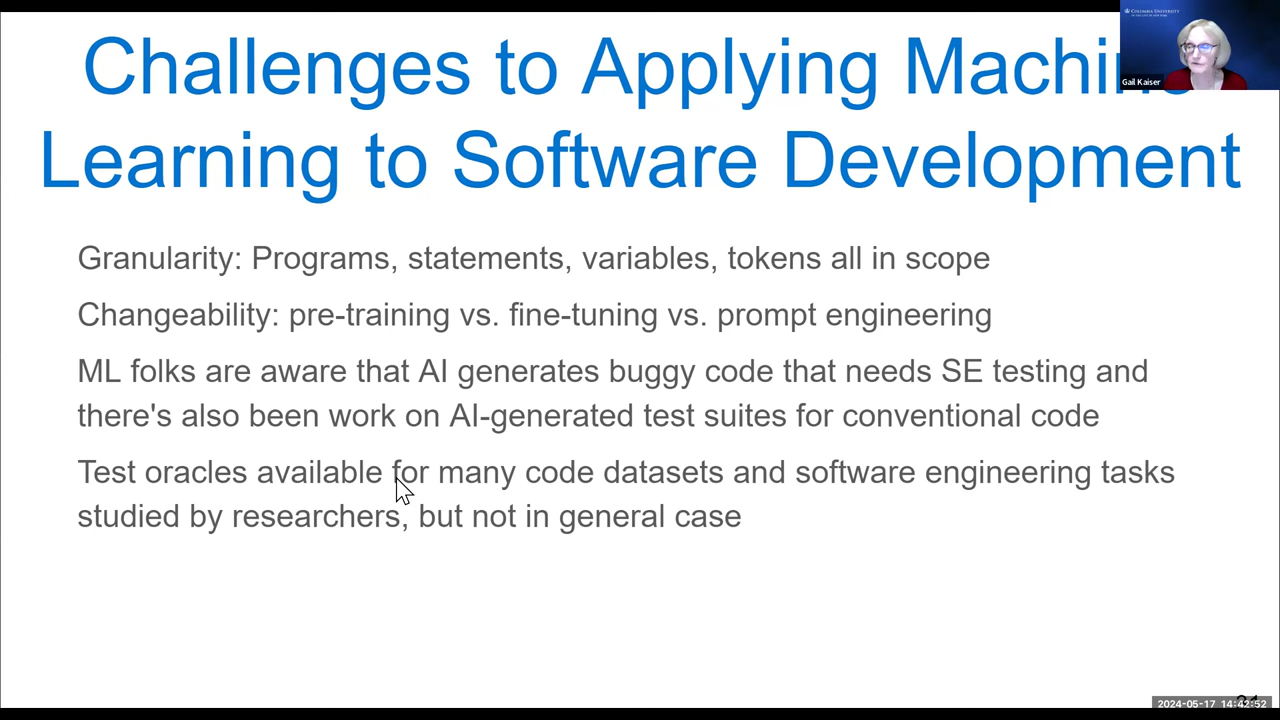 Challenges to Applying Machine
Learning to Software Development
COLUMBIA UNIVERSITY
Gail Kaiser
Granularity: Programs, statements, variables, tokens all in scope
Changeability: pre-training vs. fine-tuning vs. prompt engineering
ML folks are aware that AI generates buggy code that needs SE testing and
there's also been work on AI-generated test suites for conventional code
Test oracles available for many code datasets and software engineering tasks
studied by researchers, but not in general case
2024-05-17 14:42:52